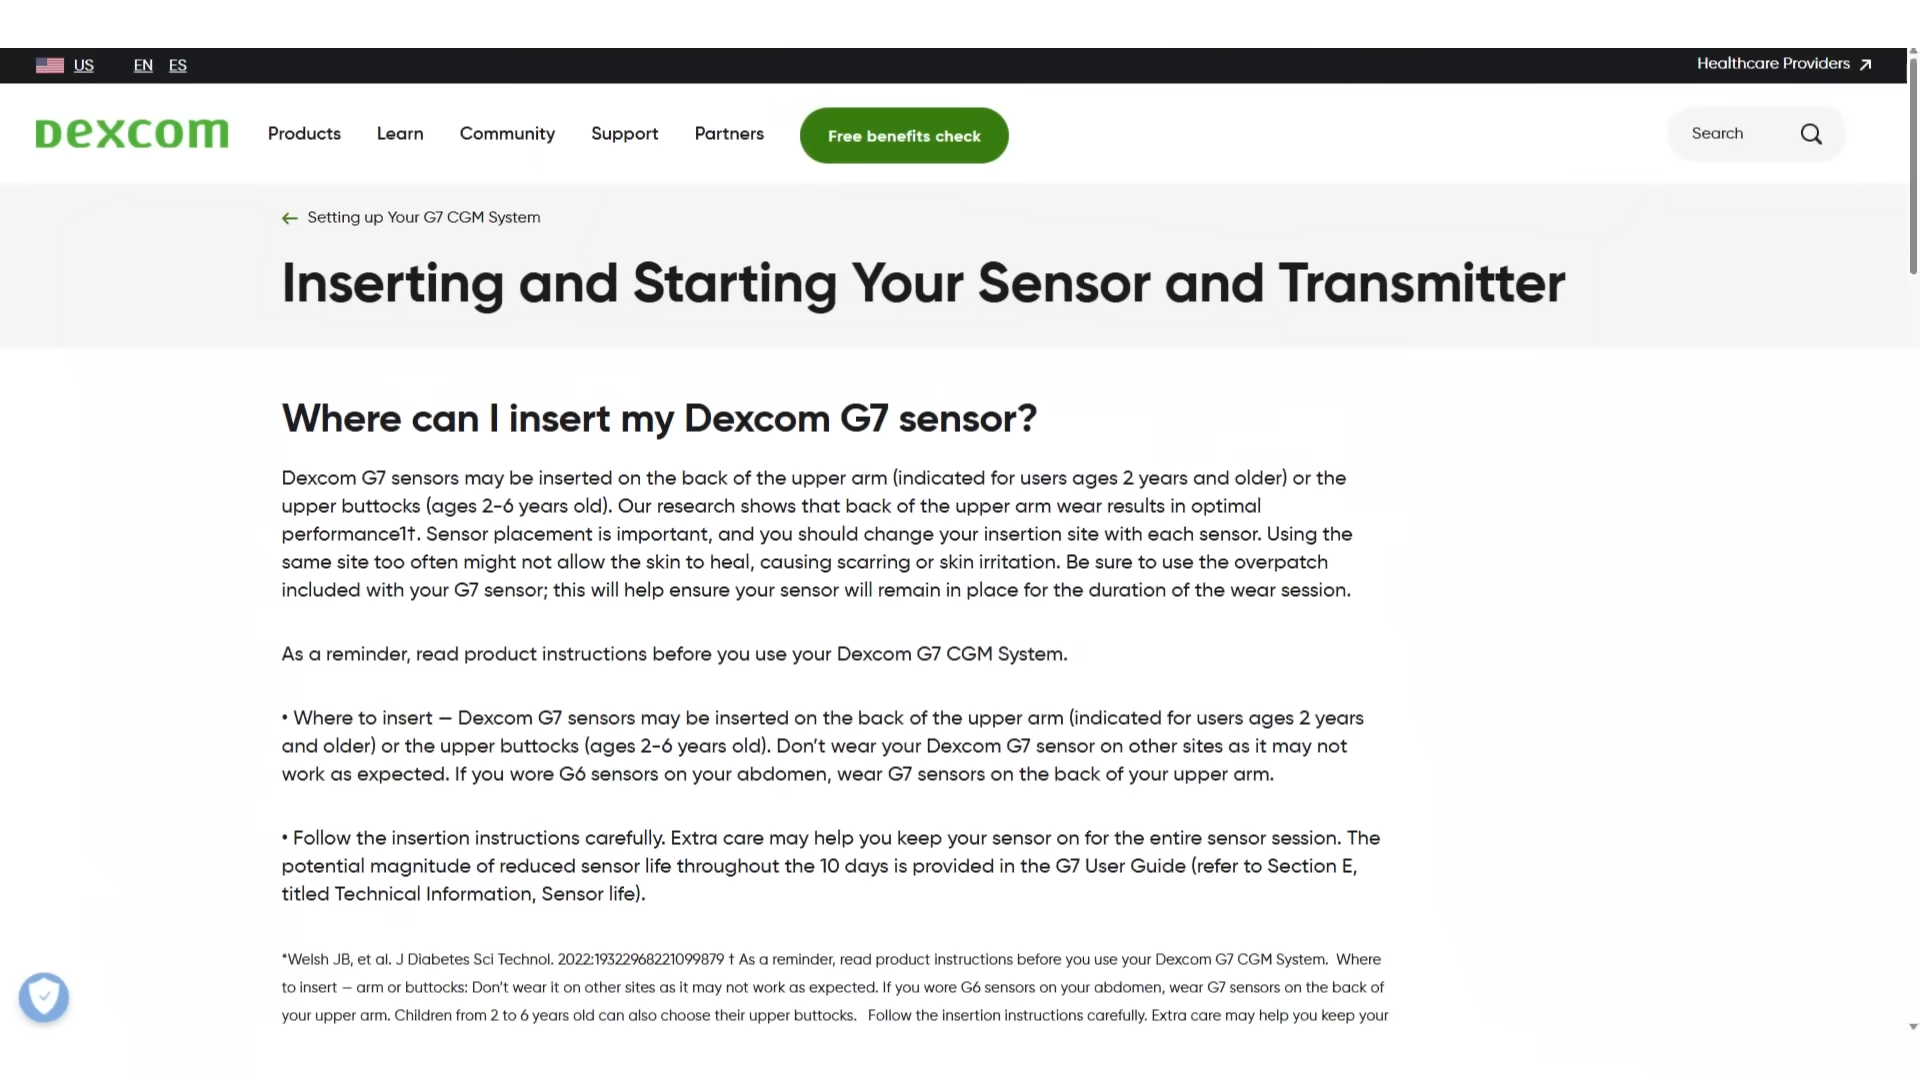 US EN ES Healthcare Providers
Dexcom Products Learn Community Support Partners Free benefits check Search
Setting up Your G7 CGM System
Inserting and Starting Your Sensor and Transmitter
Where can I insert my Dexcom G7 sensor?
Dexcom G7 sensors may be inserted on the back of the upper arm (indicated for users ages 2 years and older) or the
upper buttocks (ages 2-6 years old). Our research shows that back of the upper arm wear results in optimal
performance1†. Sensor placement is important, and you should change your insertion site with each sensor. Using the
same site too often might not allow the skin to heal, causing scarring or skin irritation. Be sure to use the overpatch
included with your G7 sensor; this will help ensure your sensor will remain in place for the duration of the wear session.
As a reminder, read product instructions before you use your Dexcom G7 CGM System.
• Where to insert – Dexcom G7 sensors may be inserted on the back of the upper arm (indicated for users ages 2 years
and older) or the upper buttocks (ages 2-6 years old). Don’t wear your Dexcom G7 sensor on other sites as it may not
work as expected. If you wore G6 sensors on your abdomen, wear G7 sensors on the back of your upper arm.
• Follow the insertion instructions carefully. Extra care may help you keep your sensor on for the entire sensor session. The
potential magnitude of reduced sensor life throughout the 10 days is provided in the G7 User Guide (refer to Section E,
titled Technical Information, Sensor life).
*Welsh JB, et al. J Diabetes Sci Technol. 2022:19322968221099879 † As a reminder, read product instructions before you use your Dexcom G7 CGM System. Where
to insert – arm or buttocks: Don’t wear it on other sites as it may not work as expected. If you wore G6 sensors on your abdomen, wear G7 sensors on the back of
your upper arm. Children from 2 to 6 years old can also choose their upper buttocks. Follow the insertion instructions carefully. Extra care may help you keep your